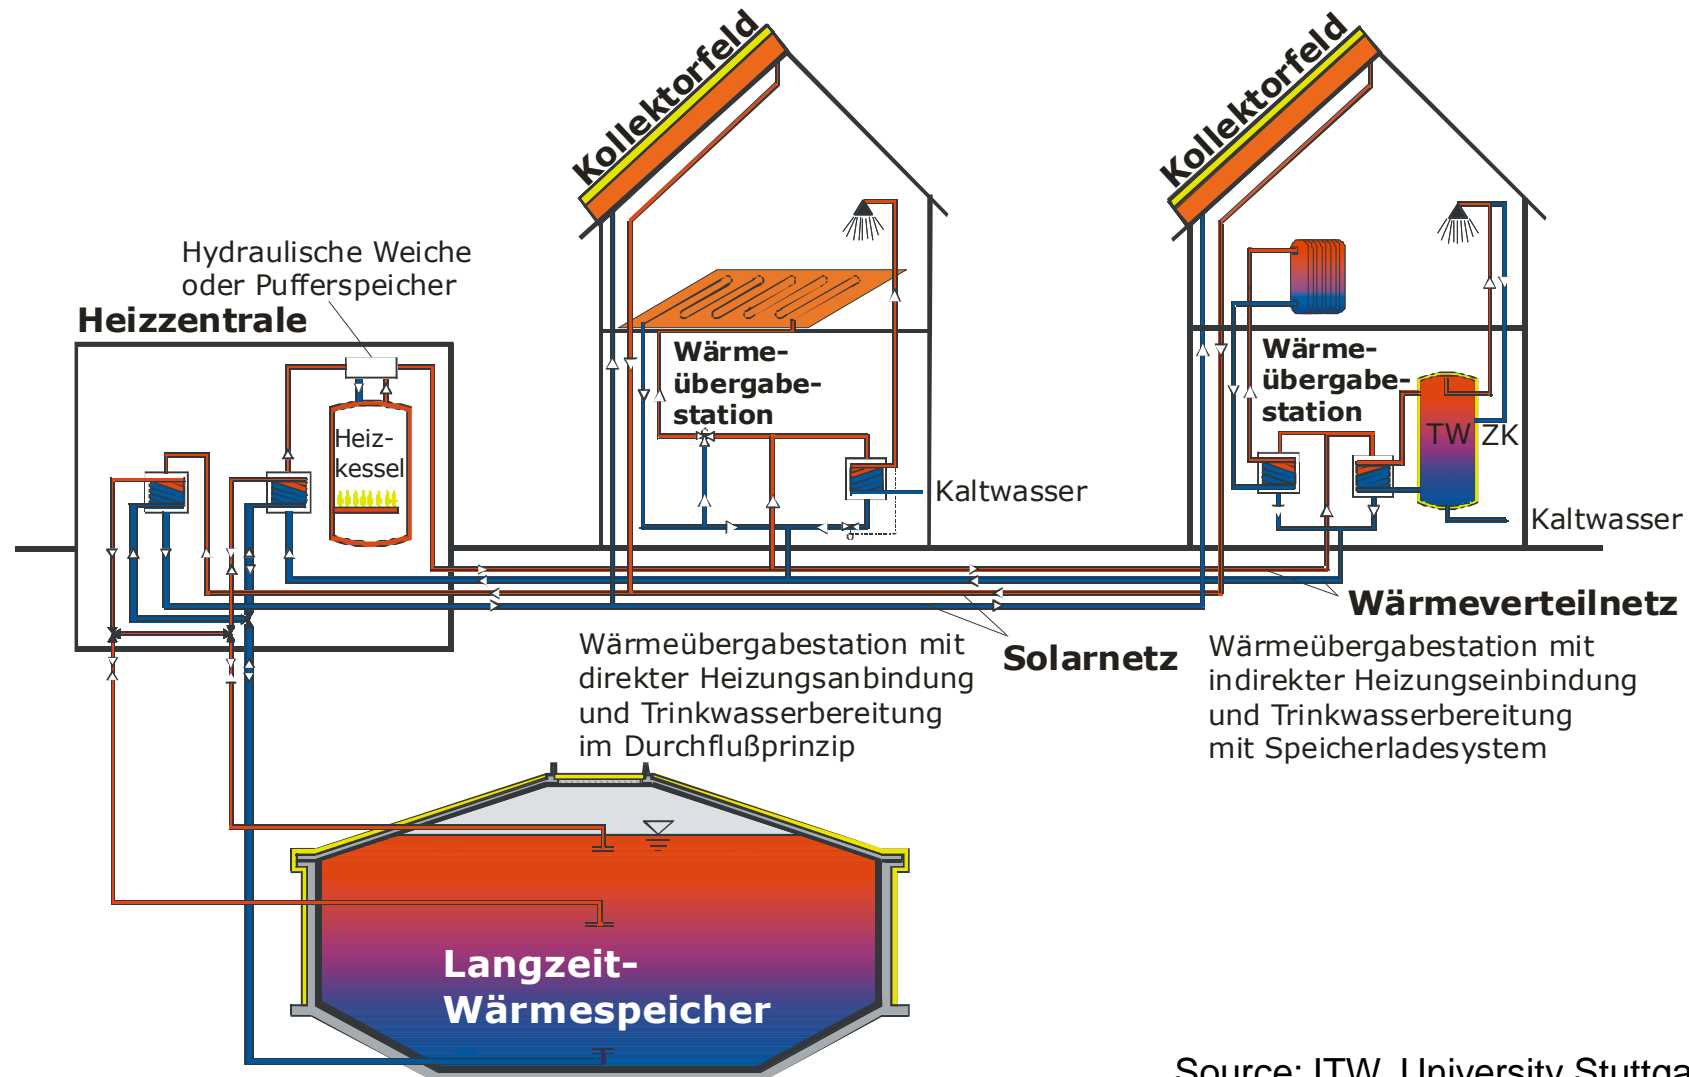 Kollektorfeld
Kollektorfeld
Hydraulische Weiche
oder Pufferspeicher
Heizzentrale
Heiz-
kessel
Wärme-
übergabe-
station
Kaltwasser
Wärme-
übergabe-
station
TW ZK
Kaltwasser
Wärmeverteilnetz
Solarnetz
Wärmeübergabestation mit
direkter Heizungsanbindung
und Trinkwasserbereitung
im Durchflußprinzip
Wärmeübergabestation mit
indirekter Heizungseinbindung
und Trinkwasserbereitung
mit Speicherladesystem
Langzeit-
Wärmespeicher
Source: ITW, University Stuttga